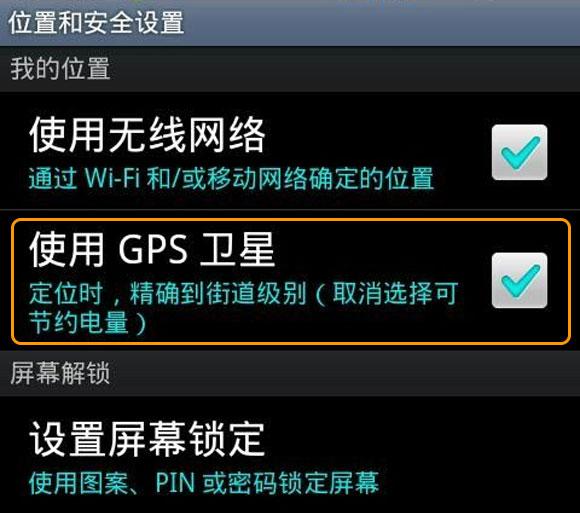 位置和安全设置
我的位置
使用无线网络
通过 Wi-Fi 和/或移动网络确定的位置
使用 GPS 卫星
定位时，精确到街道级别（取消选择可
节约电量）
屏幕解锁
设置屏幕锁定
使用图案、PIN 或密码锁定屏幕